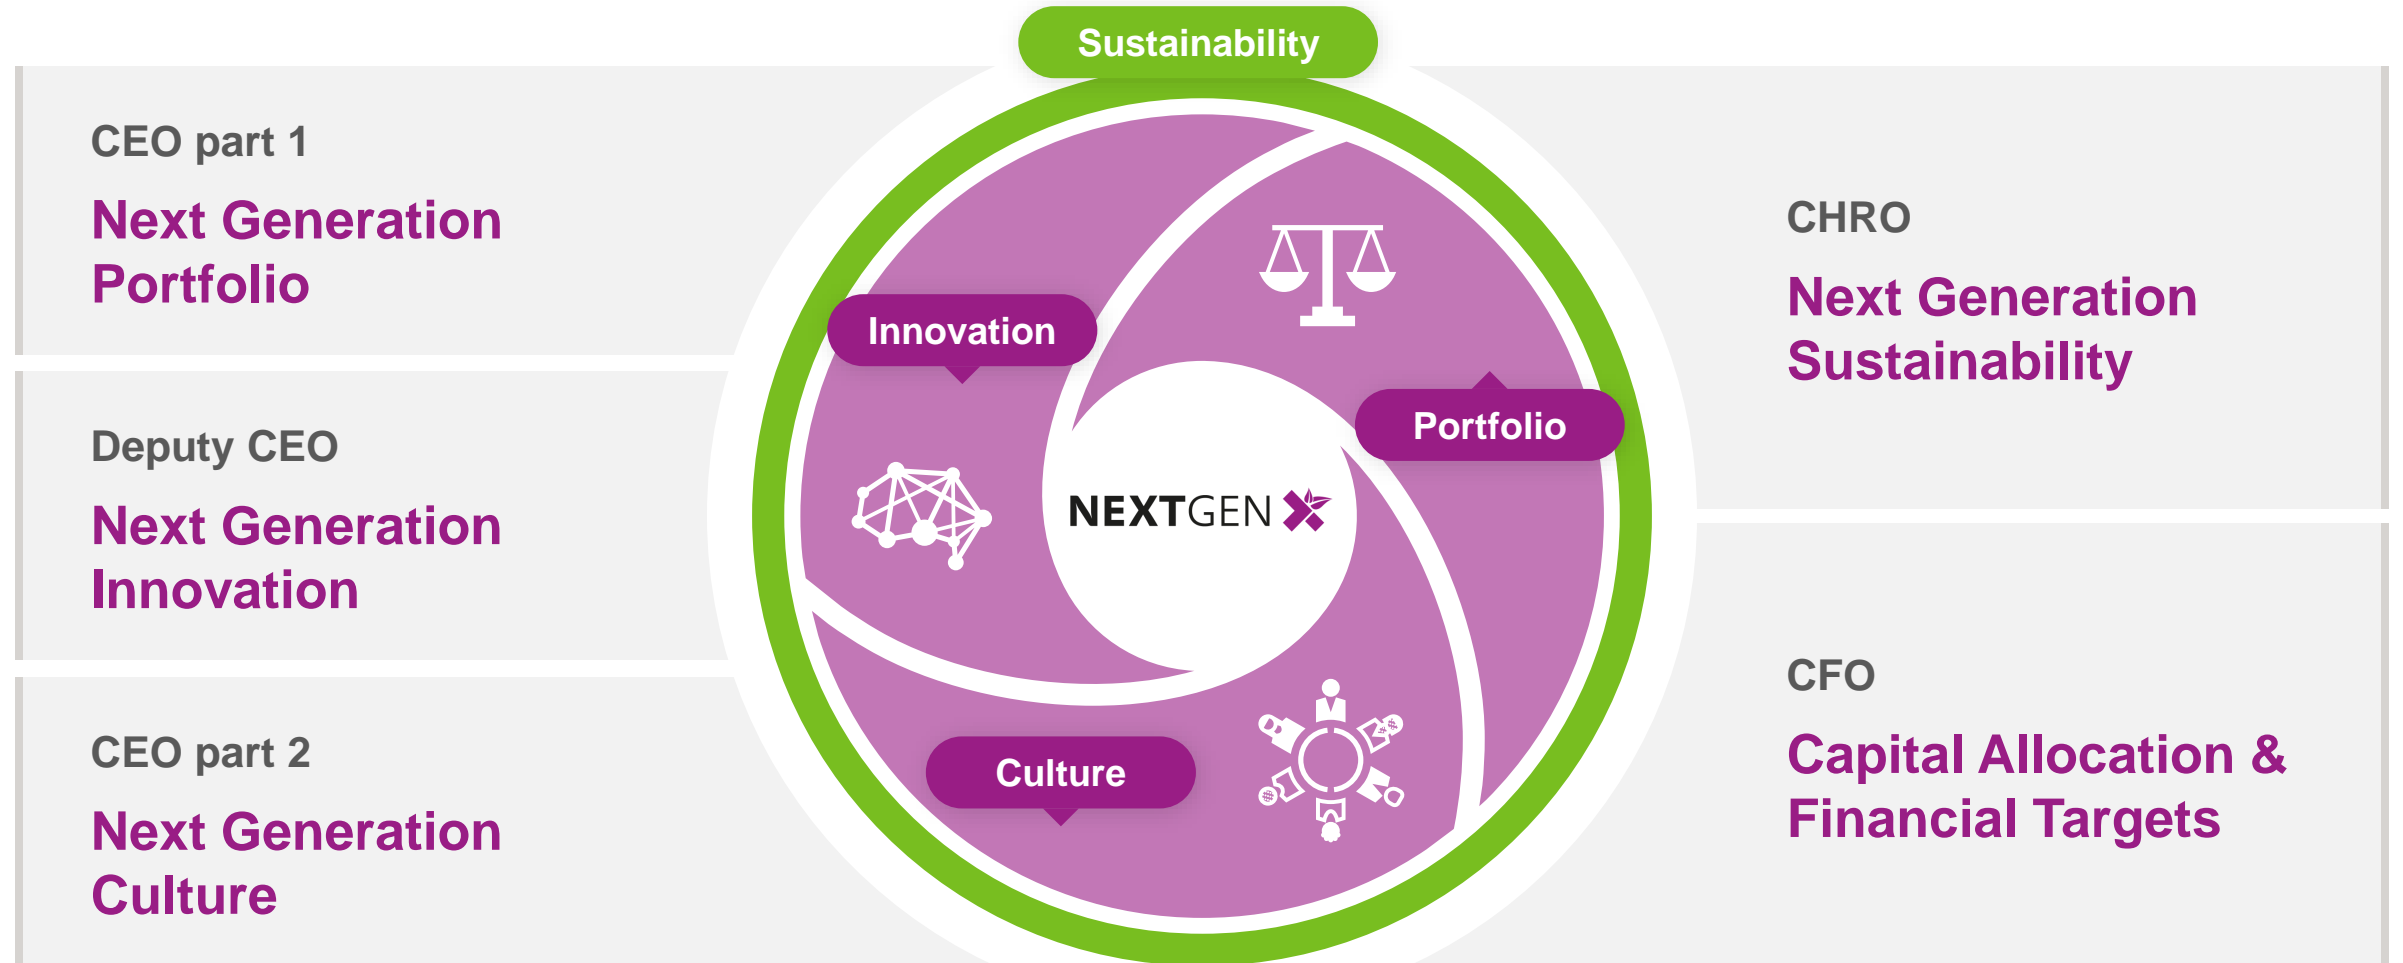 Sustainability
CEO part 1
Next Generation
Portfolio
Deputy CEO
Next Generation
Innovation
CEO part 2
Next Generation
Culture
Innovation
Portfolio
NEXTGEN
Culture
CHRO
Next Generation
Sustainability
CFO
Capital Allocation &
Financial Targets